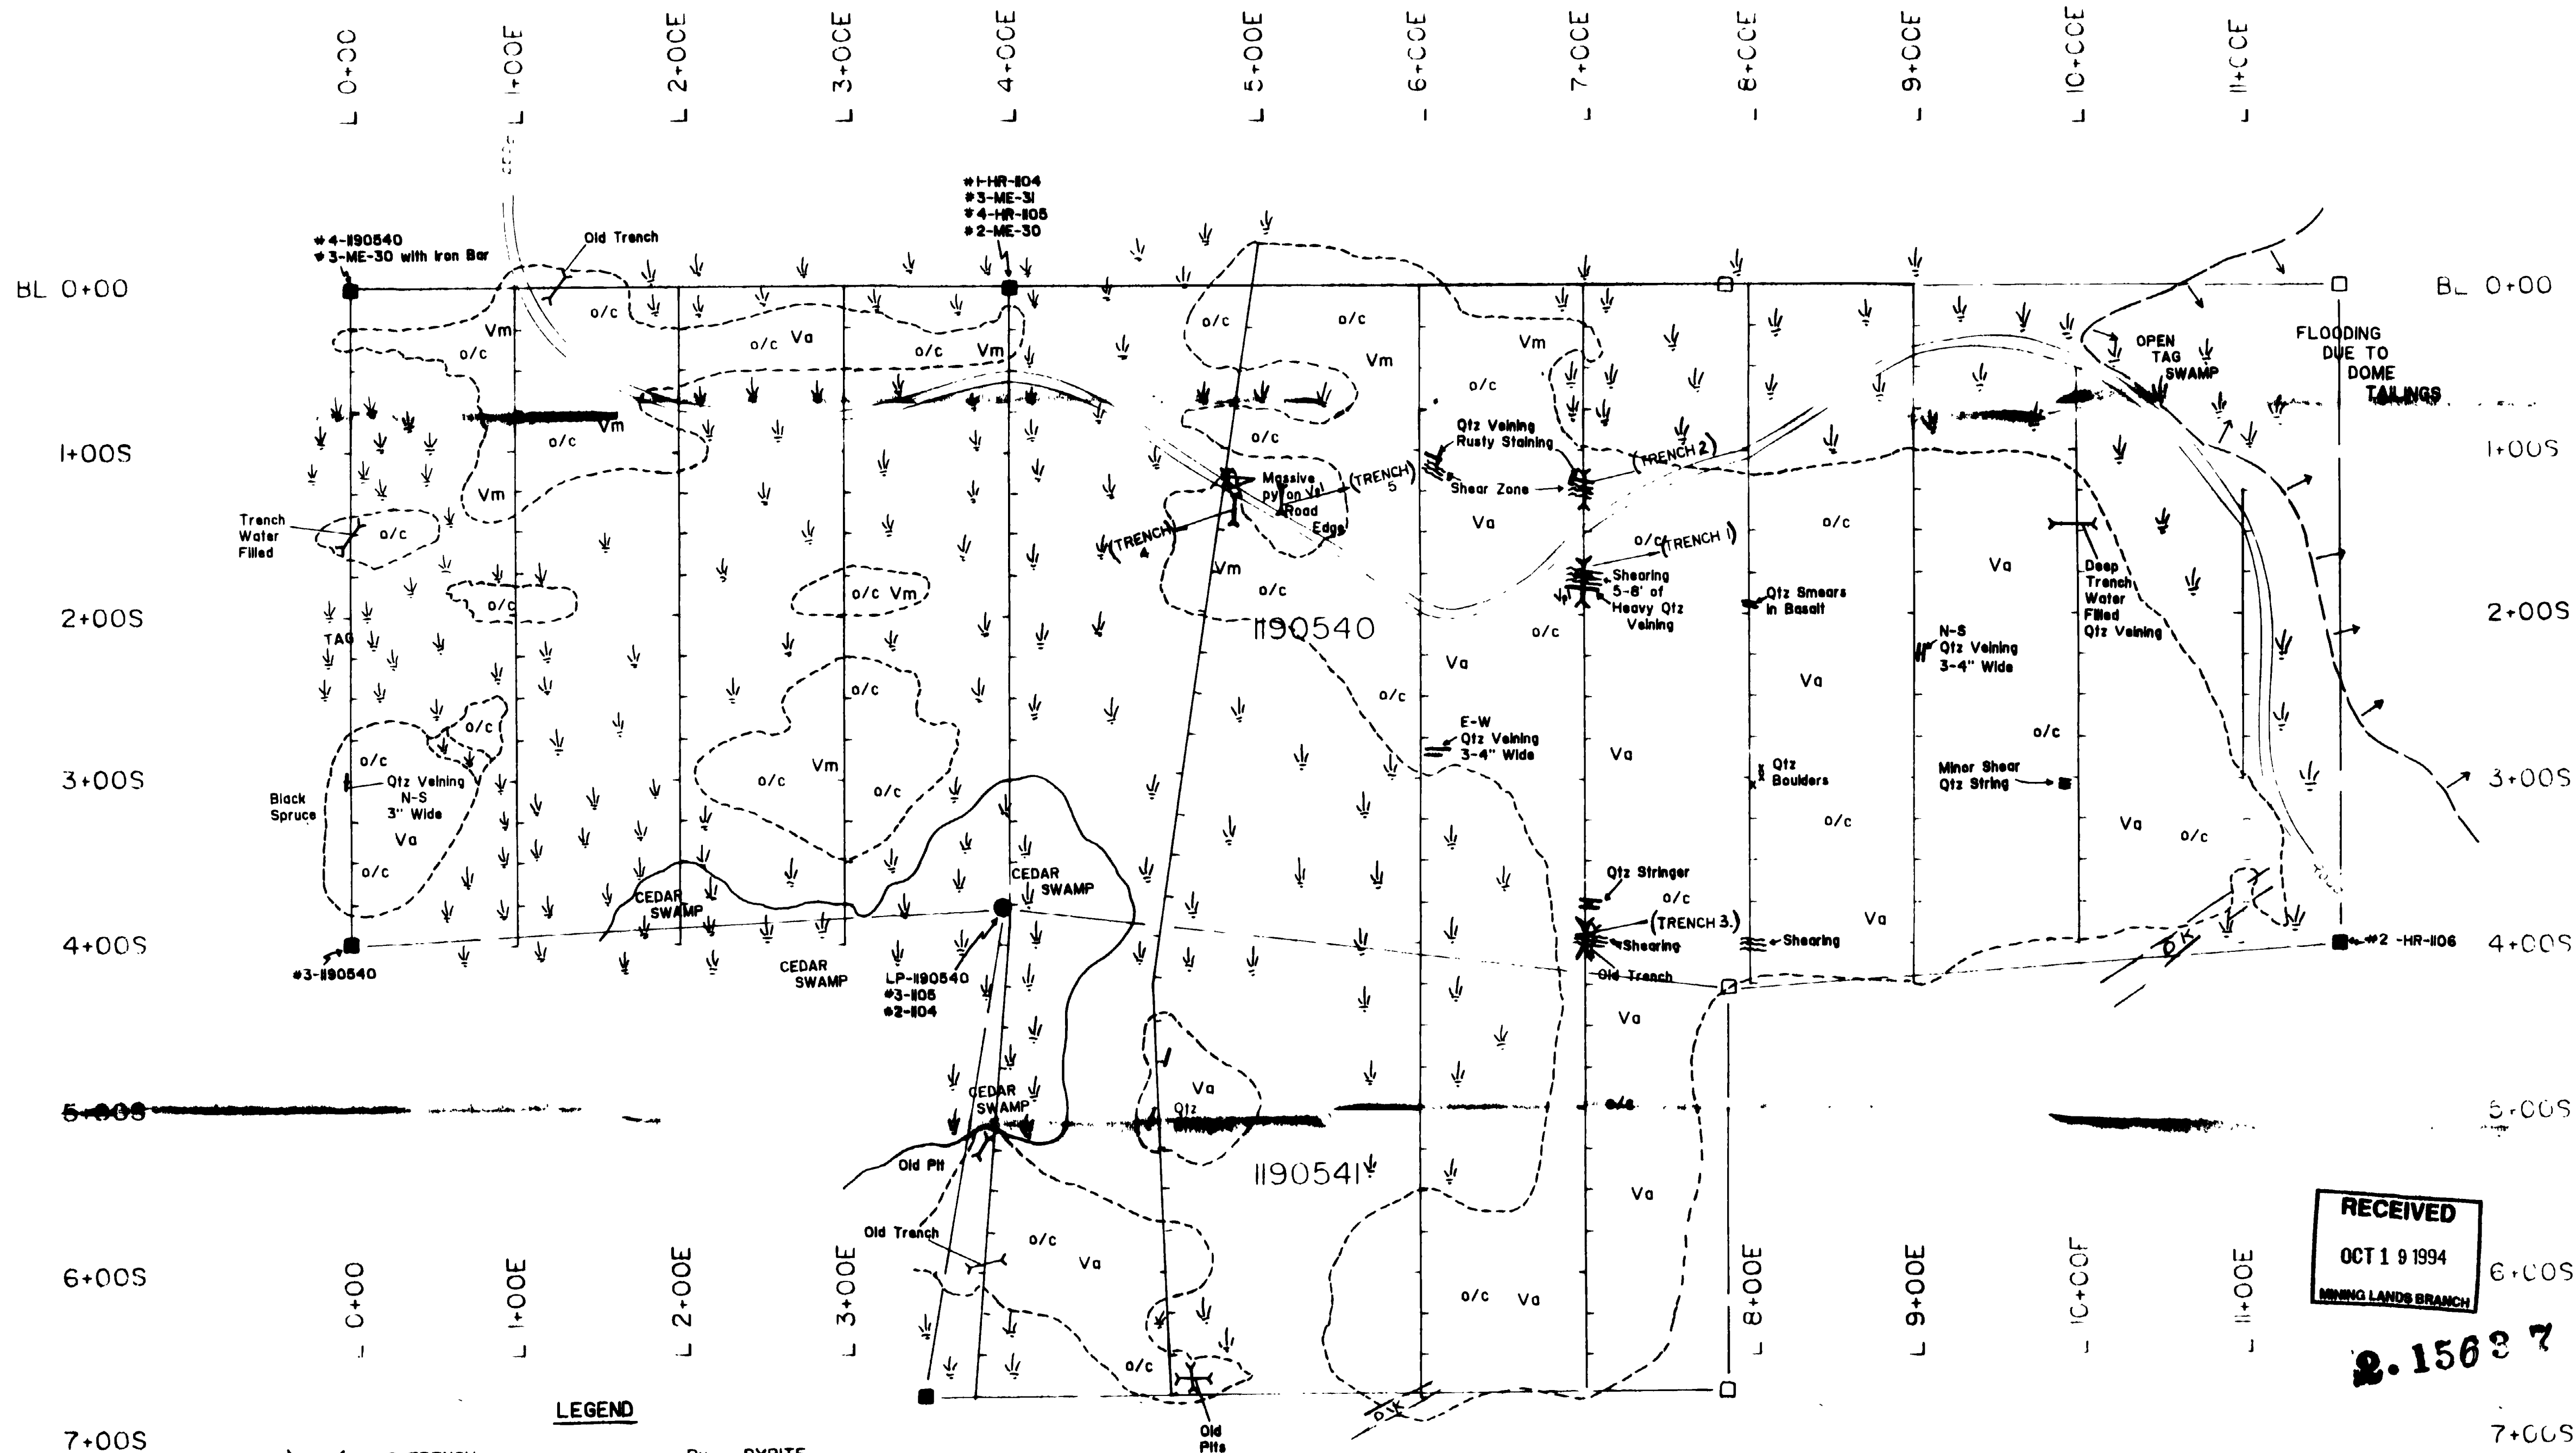 L 0+00
L 1+00E
L 2+00E
L 3+00E
L 4+00E
L 5+00E
6+00E
L 7+00E
8+00E
L 9+00E
L 10+00E
L 11+00E
#1-HR-1104
#3-ME-31
#4-HR-1105
#2-ME-30
#4-1190540
#3-ME-30 with Iron Bar
Old Trench
BL 0+00
BL 0+00
o/c
Vm
o/c
o/c
Va
o/c
Vm
o/c
o/c
Vm
Vm
o/c
OPEN
TAG
SWAMP
FLOODING
DUE TO
DOME
TAILINGS
1+00S
1+00S
Vm
o/c
Vm
o/c
Qtz Veining
Rusty Staining
Shear Zone
(TRENCH 2)
Massive
py on Vs'
Road
Edge
(TRENCH)
5
(TRENCH)
4
Va
o/c
(TRENCH 1)
o/c
Va
Trench
Water
Filled
o/c
o/c
o/c Vm
Vm
o/c
Shearing
5-8' of
Heavy Qtz
Veining
Qtz Smears
in Basalt
Deep
Trench
Water
Filled
Qtz Veining
2+00S
2+00S
TAG
1190540
o/c
Va
o/c
N-S
Qtz Veining
3-4" Wide
Va
o/c
o/c
E-W
Qtz Veining
3-4" Wide
Va
o/c
3+00S
3+00S
o/c
Qtz Veining
N-S
3" Wide
Va
o/c
Black
Spruce
o/c
Vm
o/c
Qtz
Boulders
Minor Shear
Qtz String
o/c
Va
o/c
CEDAR
SWAMP
CEDAR
SWAMP
Qtz Stringer
o/c
(TRENCH 3.)
Shearing
Old Trench
Shearing
Va
DIK
#2 -HR-1106
4+00S
4+00S
#3-1190540
CEDAR
SWAMP
LP-1190540
#3-1105
#2-1104
Va
5+00S
5+00S
CEDAR
SWAMP
Va
Qtz
o/c
Old Pit
1190541
Va
Old Trench
o/c
Va
o/c Va
6+00S
6+00S
0+00
L 1+00E
L 2+00E
L 3+00E
L 8+00E
L 9+00E
L 10+00E
L 11+00E
RECEIVED
OCT 19 1994
MINING LANDS BRANCH
2.15637
o/c
Old
Pits
DIK
LEGEND
7+00S
7+00S
TRENCH
PYRITE